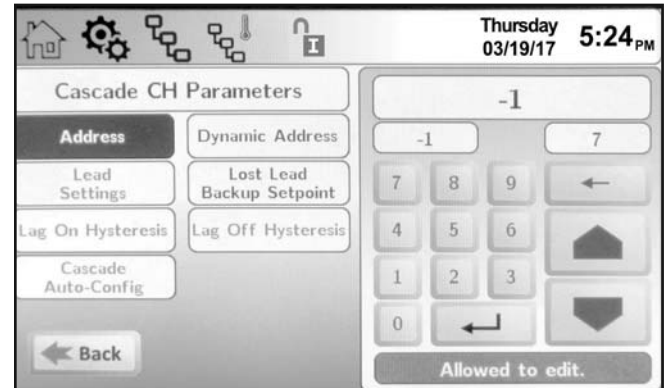 I
Thursday
03/19/17
5:24 PM
Cascade CH Parameters
Address
Dynamic Address
Lead
Settings
Lost Lead
Backup Setpoint
Lag On Hysteresis
Lag Off Hysteresis
Cascade
Auto-Config
Back
-1
-1
7
7
8
9
4
5
6
1
2
3
0
Allowed to edit.